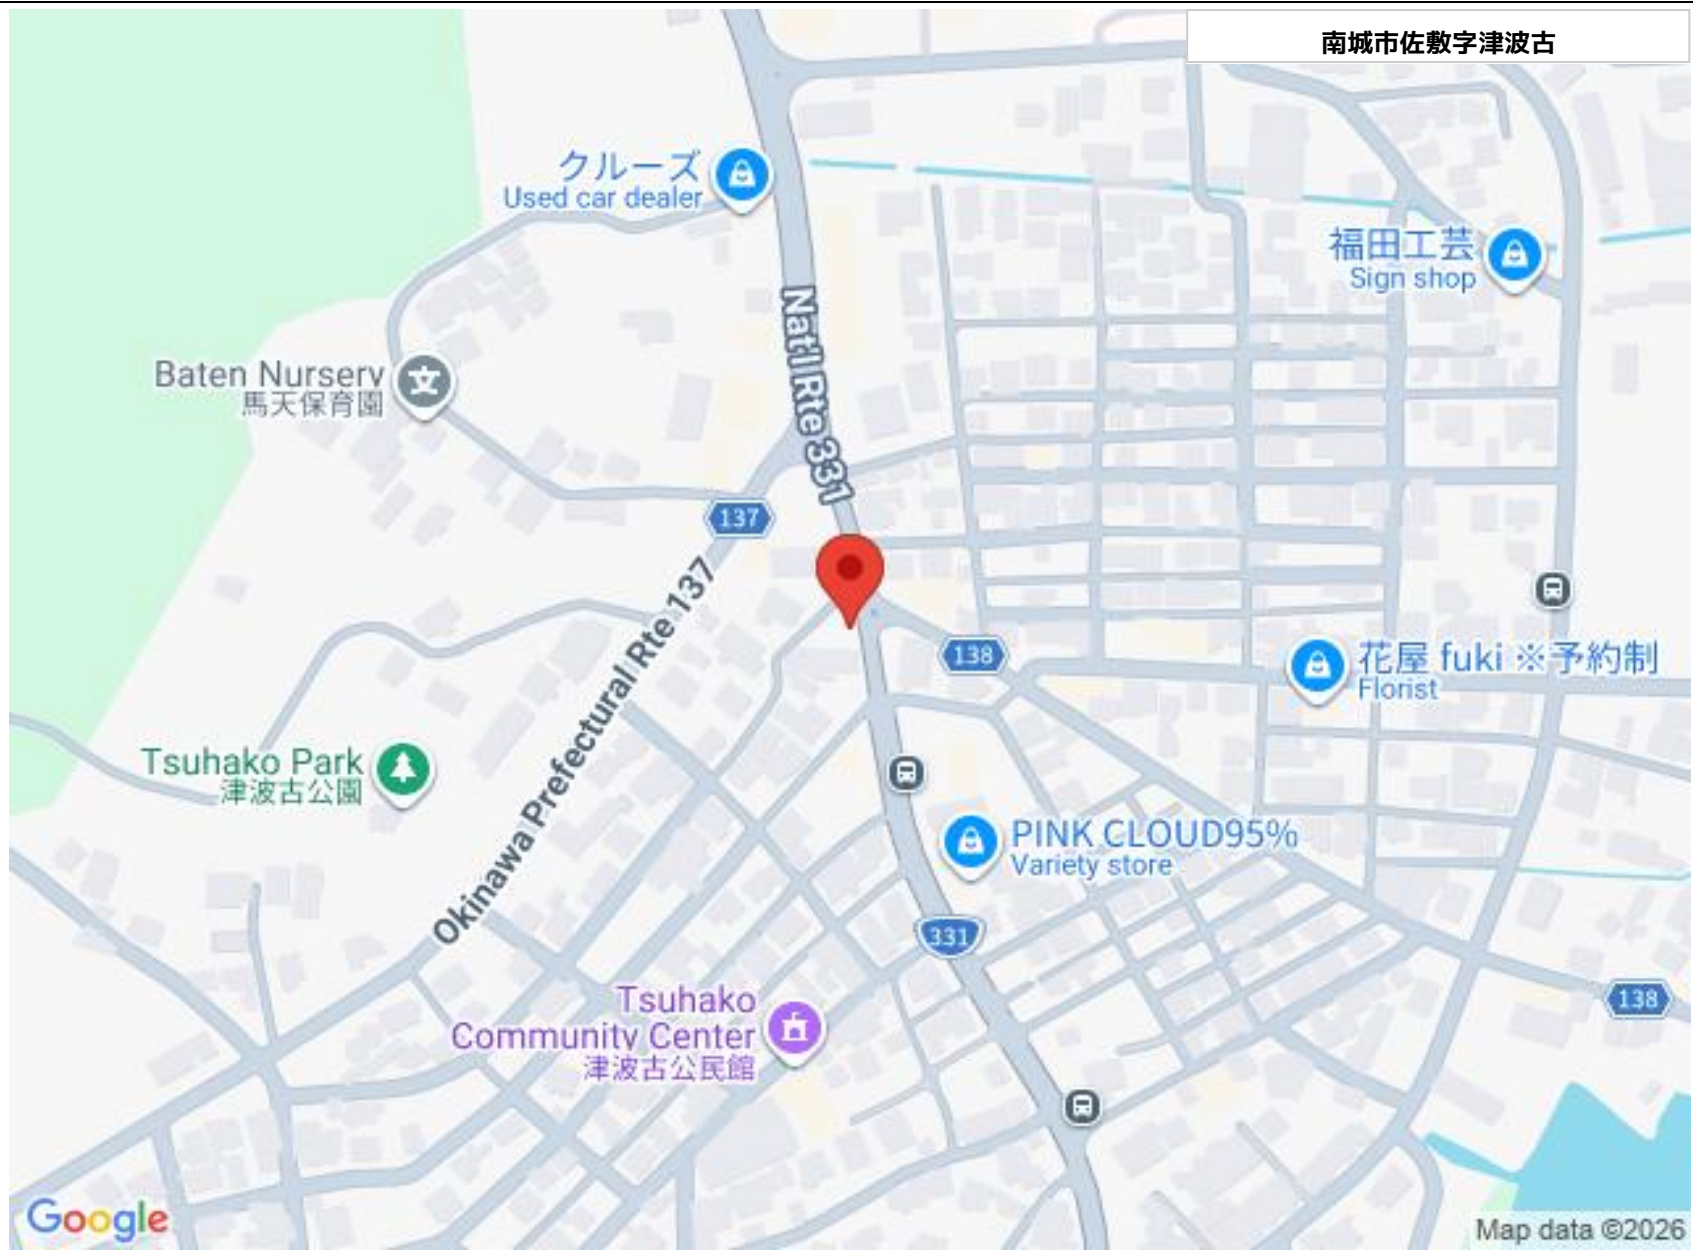 南城市佐敷字津波古
クルーズ
Used car dealer
福田工芸
Sign shop
Nat'l Rte 331
Baten Nursery
馬天保育園
137
Okinawa Prefectural Rte 137
138
花屋 fuki ※予約制
Florist
Tsuhako Park
津波古公園
PINK CLOUD95%
Variety store
331
138
Tsuhako
Community Center
津波古公民館
Google
Map data ©2026